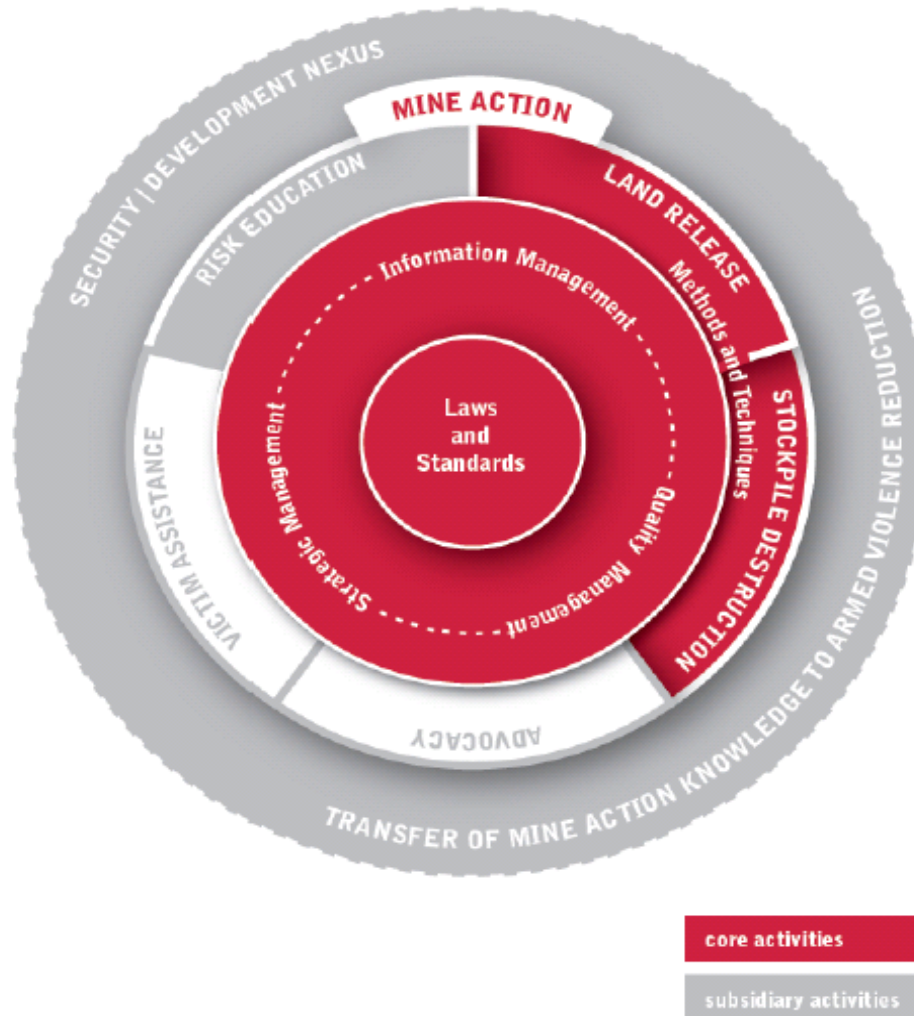 SECURITY | DEVELOPMENT NEXUS
MINE ACTION
RISK EDUCATION
LAND RELEASE
Methods and Techniques
STOCKPILE DESTRUCTION
ADVOCACY
VICTIM ASSISTANCE
Information Management
Quality Management
Strategic Management
Laws
and
Standards
TRANSFER OF MINE ACTION KNOWLEDGE TO ARMED VIOLENCE REDUCTION
core activities
subsidiary activities